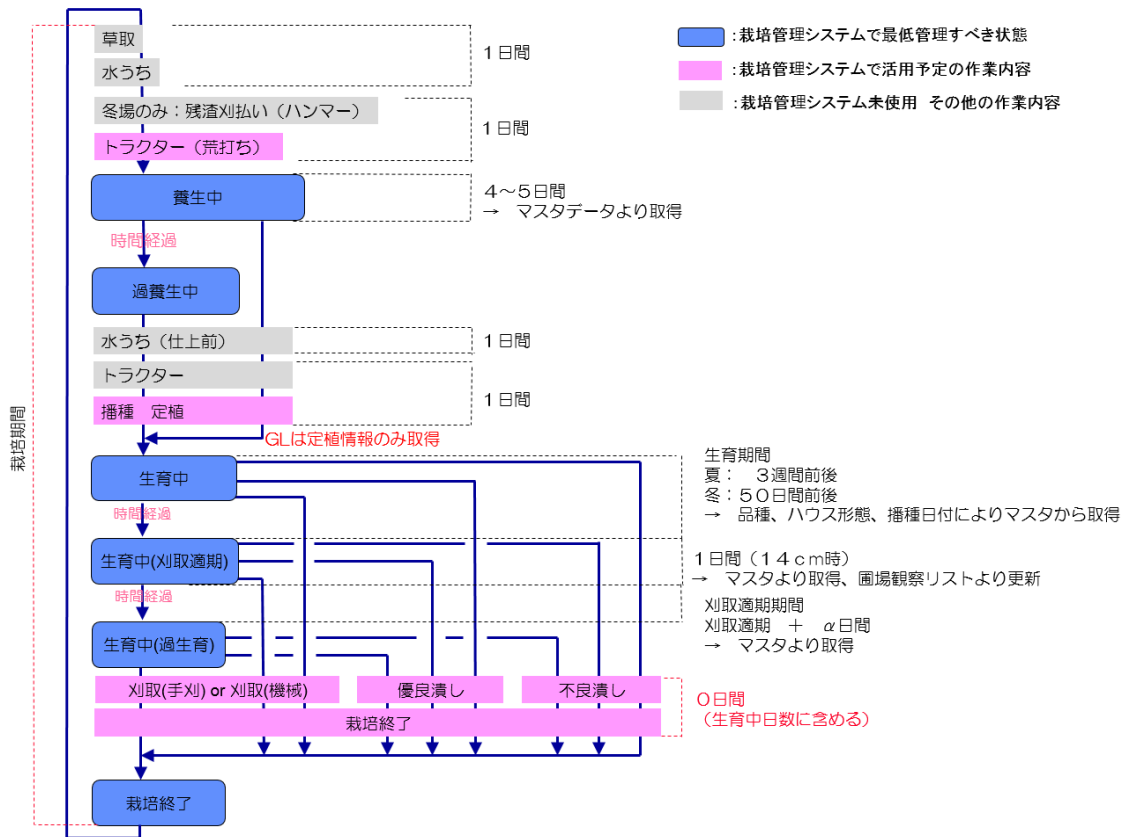 草取
水うち
1日間
冬場のみ：残渣刈払い（ハンマー）
トラクター（荒打ち）
1日間
：栽培管理システムで最低管理すべき状態
：栽培管理システムで活用予定の作業内容
：栽培管理システム未使用 その他の作業内容
養生中
４～５日間
→ マスタデータより取得
時間経過
過養生中
水うち（仕上前）
1日間
トラクター
播種 定植
1日間
GLは定植情報のみ取得
栽培期間
生育中
生育期間
夏： ３週間前後
冬：５０日間前後
→ 品種、ハウス形態、播種日付によりマスタから取得
時間経過
生育中(刈取適期)
1日間（１４ｃｍ時）
→ マスタより取得、圃場観察リストより更新
時間経過
生育中(過生育)
刈取適期期間
刈取適期 ＋ α日間
→ マスタより取得
刈取(手刈) or 刈取(機械)
優良潰し
不良潰し
栽培終了
０日間
（生育中日数に含める）
栽培終了